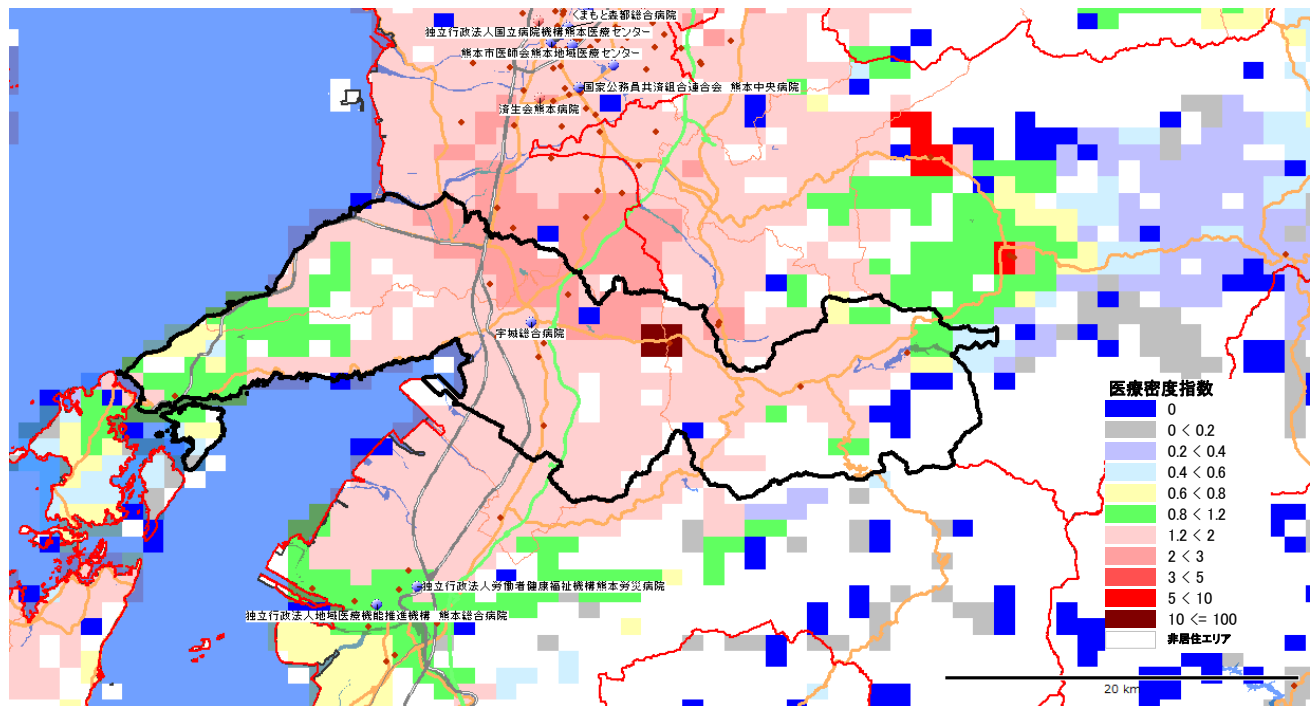 くまもと森都総合病院
独立行政法人国立病院機構熊本医療センター
熊本市医師会熊本地域医療センター
国家公務員共済組合連合会 熊本中央病院
済生会熊本病院
宇城総合病院
独立行政法人労働者健康福祉機構熊本労災病院
独立行政法人地域医療機能推進機構 熊本総合病院
医療密度指数
0
0 < 0.2
0.2 < 0.4
0.4 < 0.6
0.6 < 0.8
0.8 < 1.2
1.2 < 2
2 < 3
3 < 5
5 < 10
10 <= 100
非居住エリア
20 km